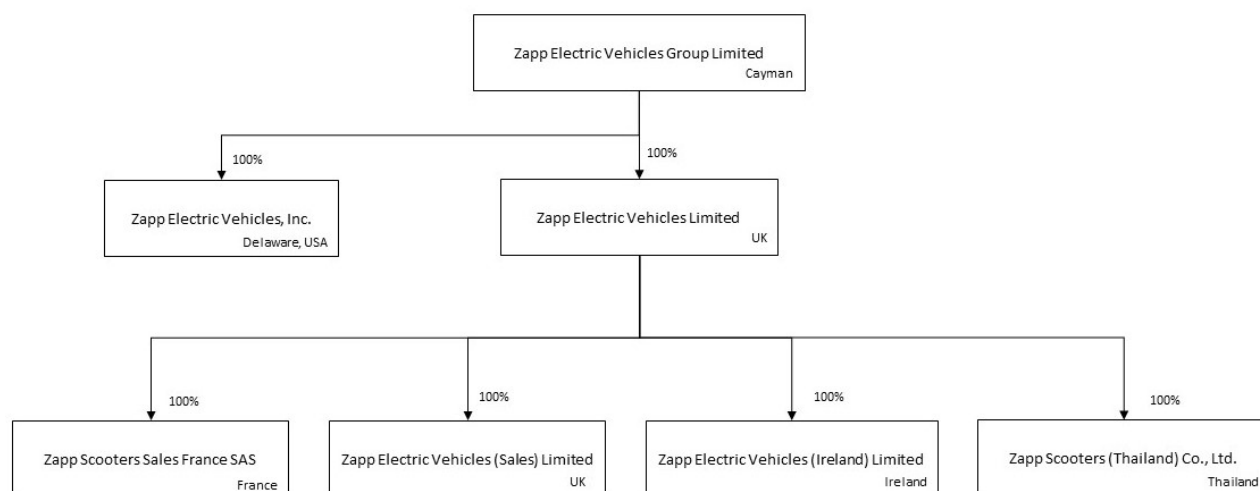 Zapp Electric Vehicles Group Limited
Cayman
100%
100%
Zapp Electric Vehicles, Inc.
Delaware, USA
Zapp Electric Vehicles Limited
UK
100%
100%
100%
100%
Zapp Scooters Sales France SAS
France
Zapp Electric Vehicles (Sales) Limited
UK
Zapp Electric Vehicles (Ireland) Limited
Ireland
Zapp Scooters (Thailand) Co., Ltd.
Thailand